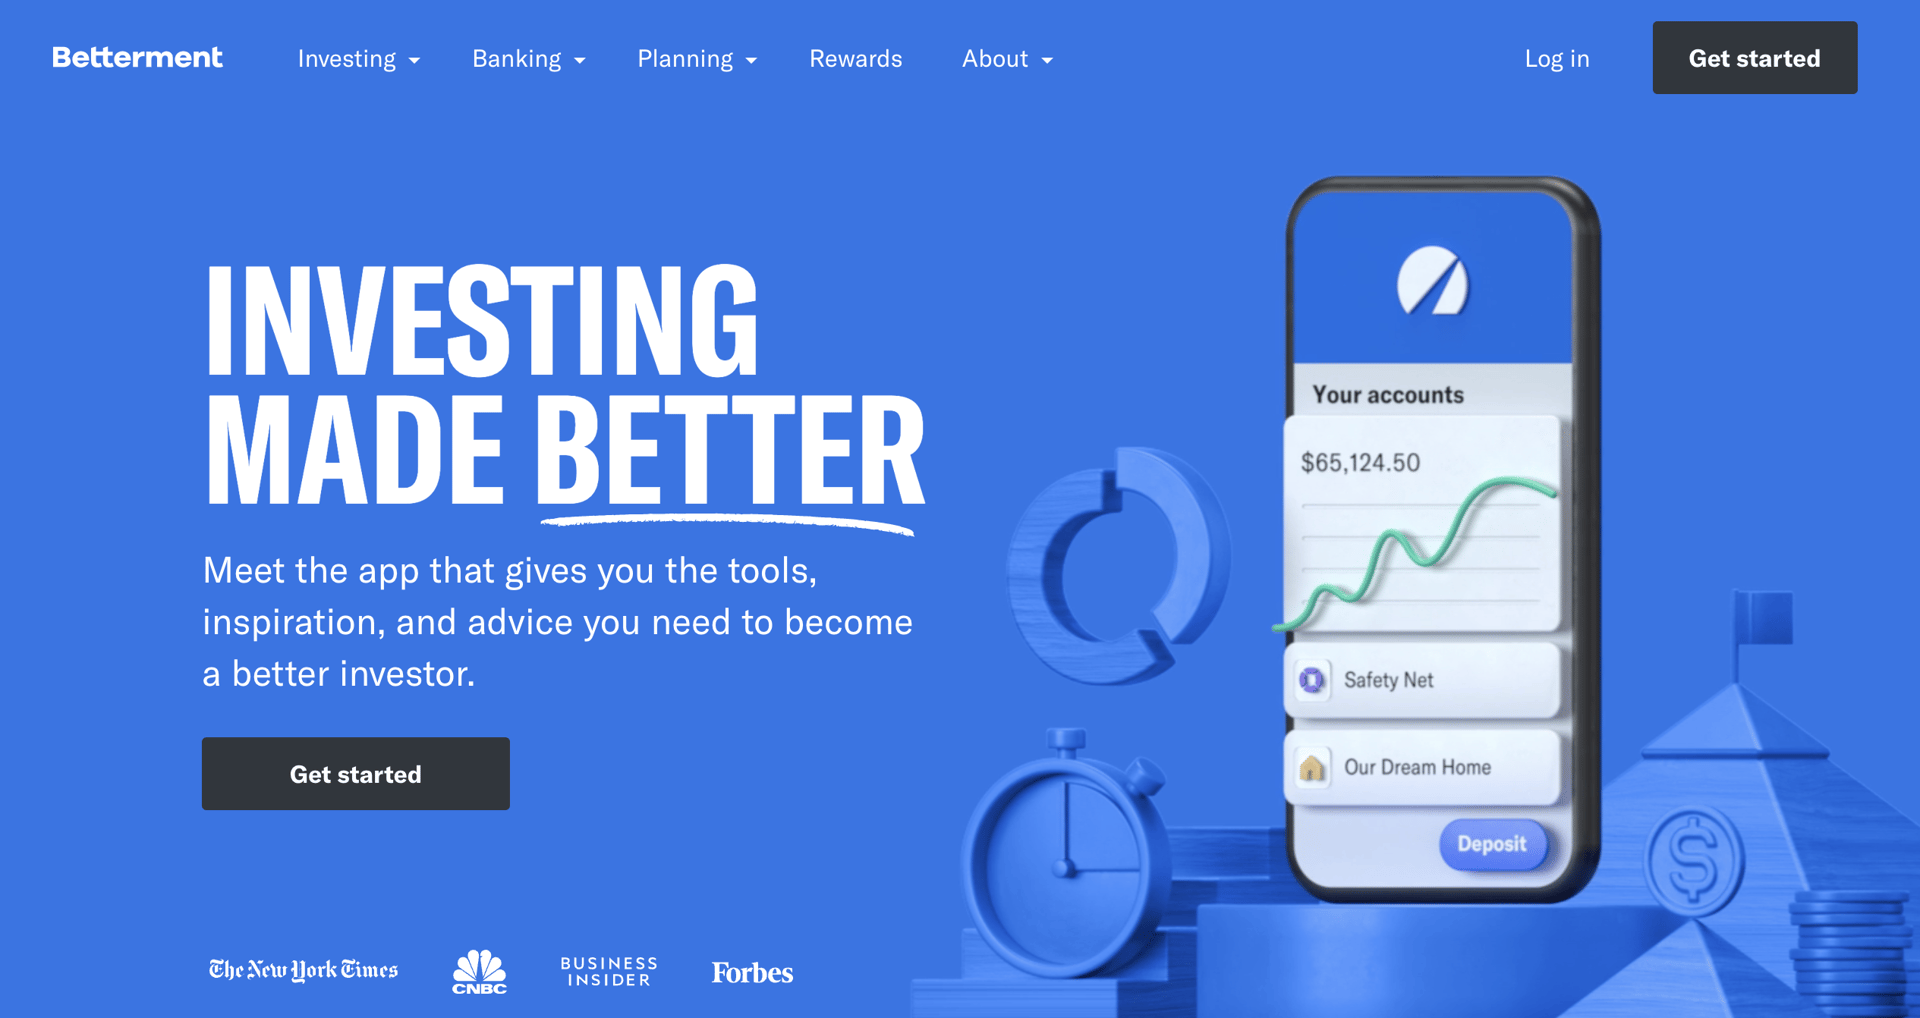 Betterment
Investing
Banking
Planning
Rewards
About
Log in
Get started
INVESTING
MADE BETTER
Meet the app that gives you the tools,
inspiration, and advice you need to become
a better investor.
Get started
The New York Times
CNBC
BUSINESS
INSIDER
Forbes
Your accounts
$65,124.50
Safety Net
Our Dream Home
Deposit
$